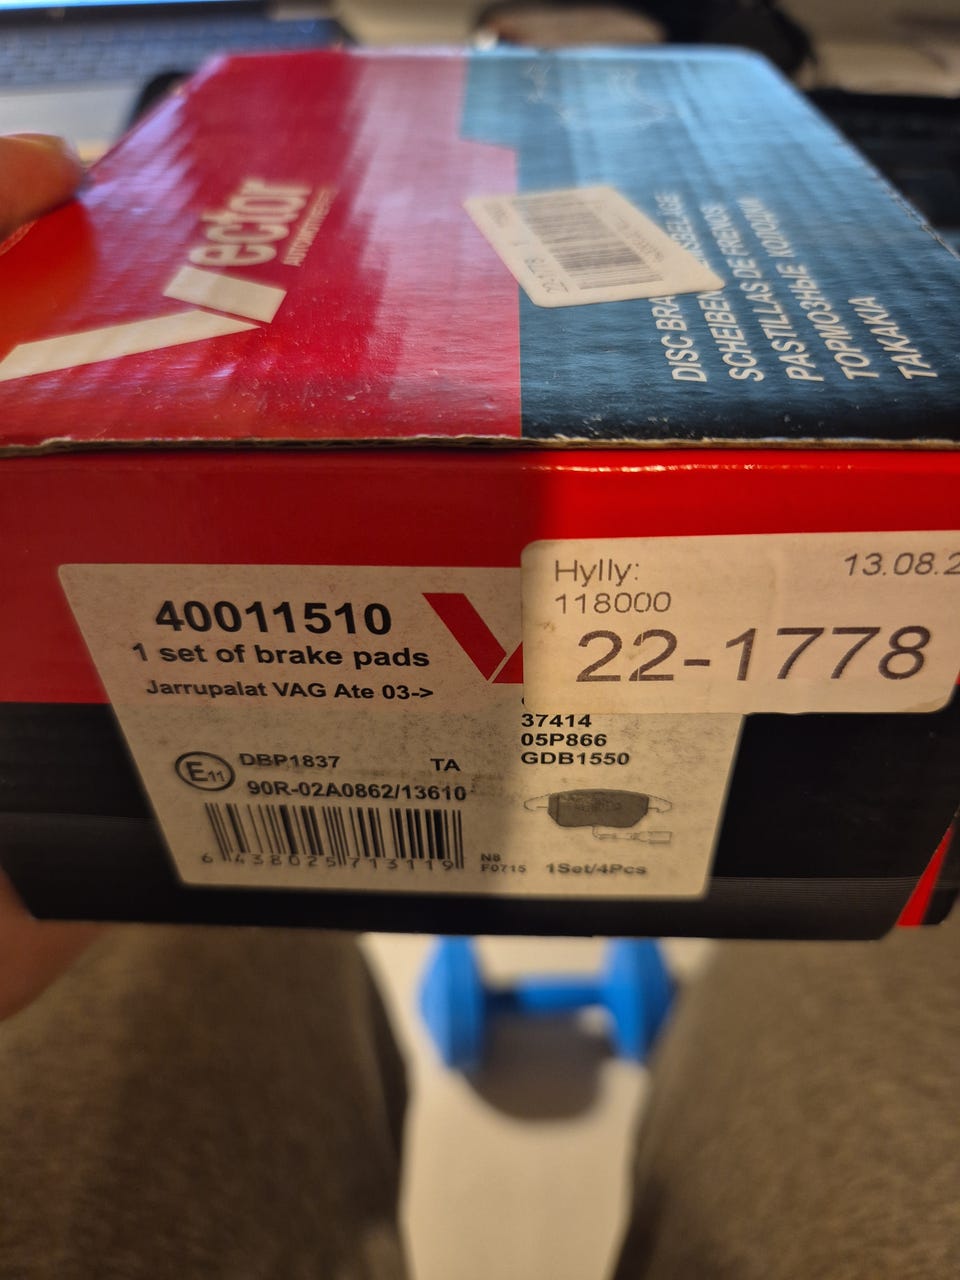 Vector
DISC BRA
SCHEIBEN
PASTILLAS DE FRENOS
ТОРМОЗНЫЕ КОЛОДКИ
ΤΑΚΑΚΙΑ
Hylly:
13.08.2
118000
22-1778
40011510
1 set of brake pads
Jarrupalat VAG Ate 03->
37414
05P866
GDB1550
E11
DBP1837
TA
90R-02A0862/13610
6 438025 713119
N8
F0715
1Set/4Pcs